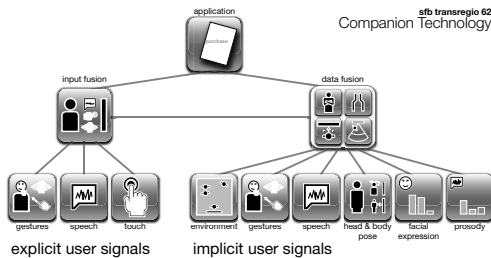 application
sfb transregio 62
Companion Technology
purchase
input fusion
data fusion
gestures
speech
touch
environment
gestures
speech
head & body
pose
facial
expression
prosody
explicit user signals
implicit user signals